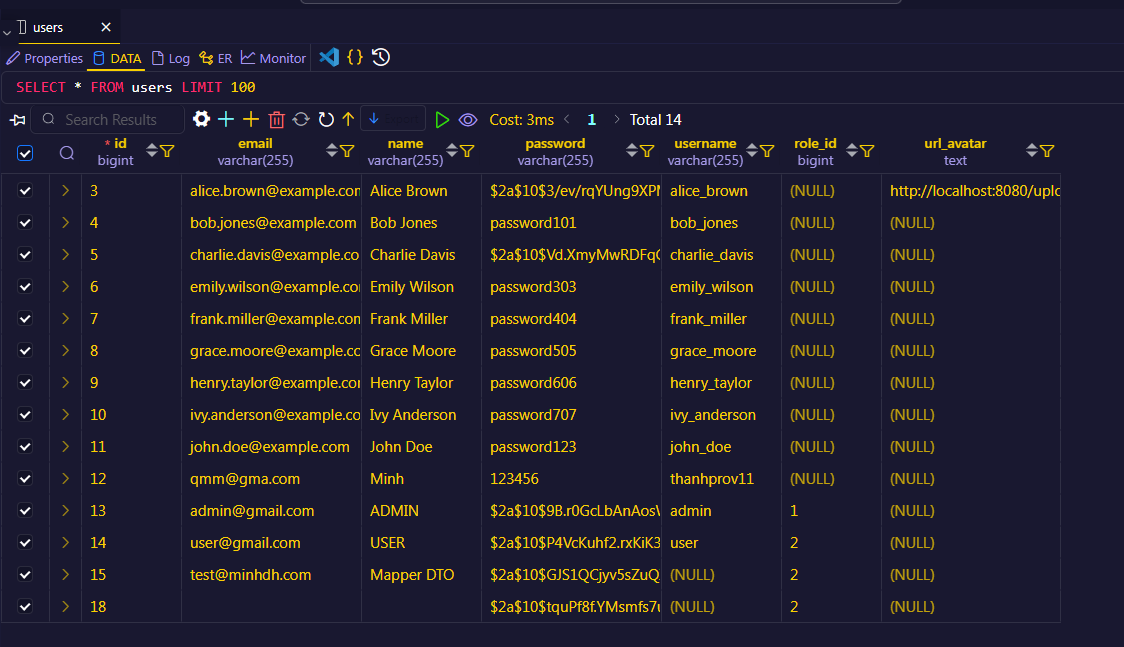 users
Properties DATA Log ER Monitor
SELECT * FROM users LIMIT 100
Search Results Cost: 3ms 1 Total 14
* id email name password username role_id url_avatar
bigint varchar(255) varchar(255) varchar(255) varchar(255) bigint text
3 alice.brown@example.con Alice Brown $2a$10$3/ev/rqYUng9XPN alice_brown (NULL) http://localhost:8080/uplo
4 bob.jones@example.com Bob Jones password101 bob_jones (NULL) (NULL)
5 charlie.davis@example.co Charlie Davis $2a$10$Vd.XmyMwRDFqC charlie_davis (NULL) (NULL)
6 emily.wilson@example.co Emily Wilson password303 emily_wilson (NULL) (NULL)
7 frank.miller@example.con Frank Miller password404 frank_miller (NULL) (NULL)
8 grace.moore@example.cc Grace Moore password505 grace_moore (NULL) (NULL)
9 henry.taylor@example.cor Henry Taylor password606 henry_taylor (NULL) (NULL)
10 ivy.anderson@example.co Ivy Anderson password707 ivy_anderson (NULL) (NULL)
11 john.doe@example.com John Doe password123 john_doe (NULL) (NULL)
12 qmm@gma.com Minh 123456 thanhprov11 (NULL) (NULL)
13 admin@gmail.com ADMIN $2a$10$9B.r0GcLbAnAos admin 1 (NULL)
14 user@gmail.com USER $2a$10$P4VcKuhf2.rxKiK3 user 2 (NULL)
15 test@minhdh.com Mapper DTO $2a$10$GJS1QCjyv5sZuQ (NULL) 2 (NULL)
18 $2a$10$tquPf8f.YMsmfs7u (NULL) 2 (NULL)